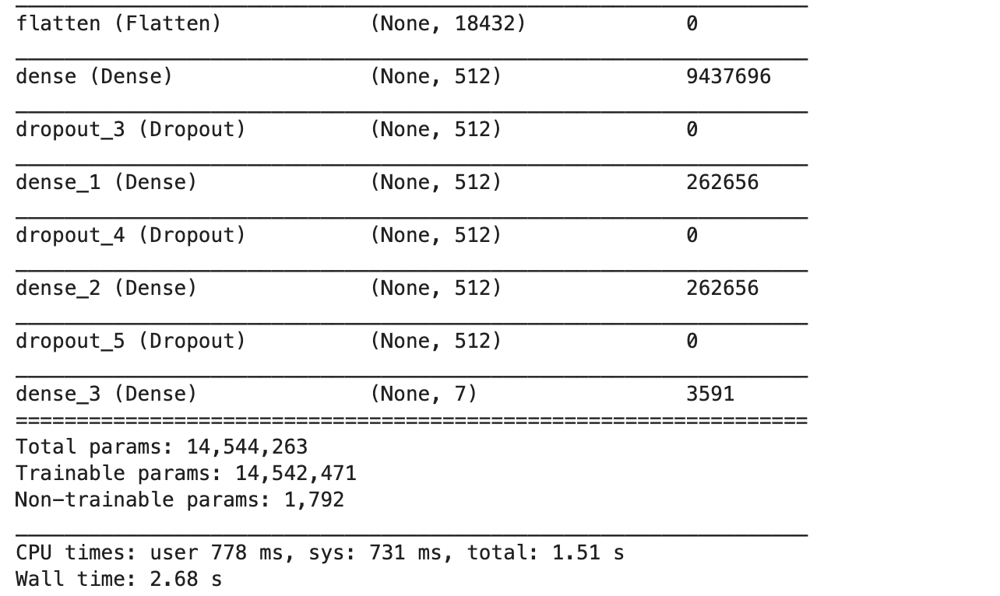 _________________________________________________________________
flatten (Flatten)            (None, 18432)             0
_________________________________________________________________
dense (Dense)                (None, 512)               9437696
_________________________________________________________________
dropout_3 (Dropout)          (None, 512)               0
_________________________________________________________________
dense_1 (Dense)              (None, 512)               262656
_________________________________________________________________
dropout_4 (Dropout)          (None, 512)               0
_________________________________________________________________
dense_2 (Dense)              (None, 512)               262656
_________________________________________________________________
dropout_5 (Dropout)          (None, 512)               0
_________________________________________________________________
dense_3 (Dense)              (None, 7)                 3591
=================================================================
Total params: 14,544,263
Trainable params: 14,542,471
Non-trainable params: 1,792
_________________________________________________________________
CPU times: user 778 ms, sys: 731 ms, total: 1.51 s
Wall time: 2.68 s